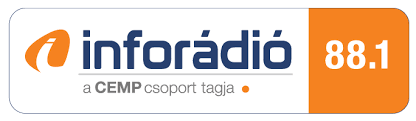 inforádió
88.1
a CEMP csoport tagja